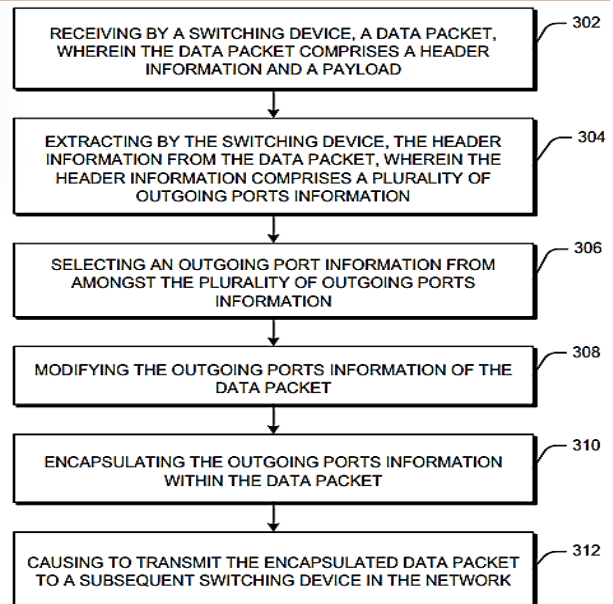 RECEIVING BY A SWITCHING DEVICE, A DATA PACKET,
WHEREIN THE DATA PACKET COMPRISES A HEADER
INFORMATION AND A PAYLOAD
302
EXTRACTING BY THE SWITCHING DEVICE, THE HEADER
INFORMATION FROM THE DATA PACKET, WHEREIN THE
HEADER INFORMATION COMPRISES A PLURALITY OF
OUTGOING PORTS INFORMATION
304
SELECTING AN OUTGOING PORT INFORMATION FROM
AMONGST THE PLURALITY OF OUTGOING PORTS
INFORMATION
306
MODIFYING THE OUTGOING PORTS INFORMATION OF THE
DATA PACKET
308
ENCAPSULATING THE OUTGOING PORTS INFORMATION
WITHIN THE DATA PACKET
310
CAUSING TO TRANSMIT THE ENCAPSULATED DATA PACKET
TO A SUBSEQUENT SWITCHING DEVICE IN THE NETWORK
312